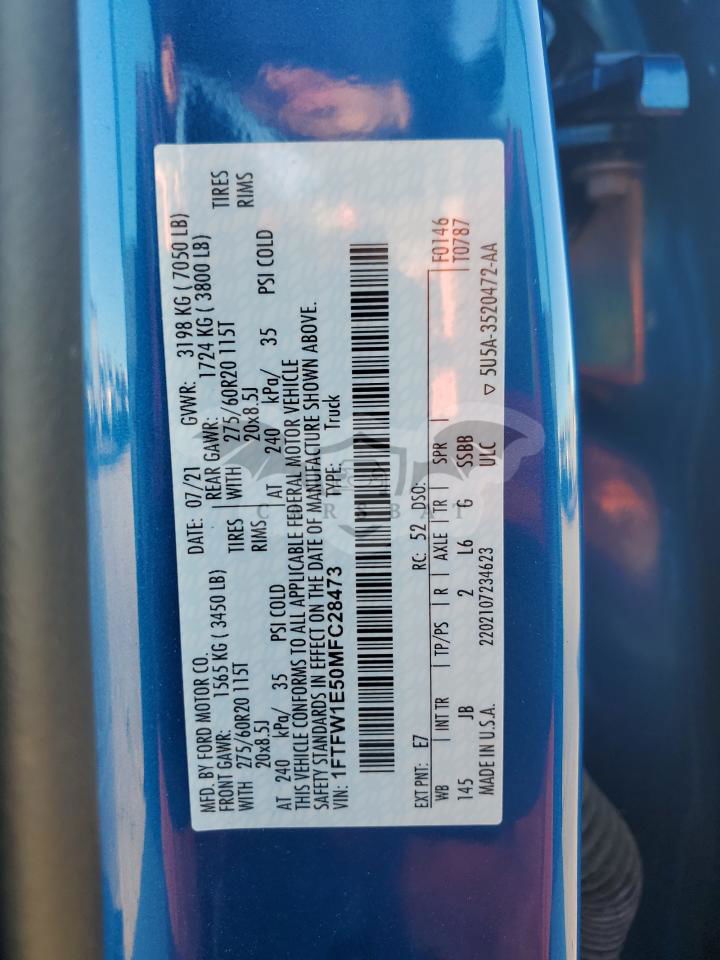 MFD. BY FORD MOTOR CO.
DATE: 07/21 GVWR: 3198 KG ( 7050 LB)
FRONT GAWR: 1565 KG ( 3450 LB) REAR GAWR: 1724 KG ( 3800 LB)
WITH 275/60R20 115T TIRES WITH 275/60R20 115T TIRES
20x8.5J RIMS 20x8.5J RIMS
AT 240 kPa/ 35 PSI COLD AT 240 kPa/ 35 PSI COLD
THIS VEHICLE CONFORMS TO ALL APPLICABLE FEDERAL MOTOR VEHICLE
SAFETY STANDARDS IN EFFECT ON THE DATE OF MANUFACTURE SHOWN ABOVE.
VIN: 1FTFW1E50MFC28473 TYPE: Truck
EXT PNT: E7 RC: 52 DSO: F0146
WB INT TR TP/PS R AXLE TR SPR T0787
145 JB 2 L6 G SSBB
MADE IN U.S.A. 2202107234623 ULC ▽ 5U5A-3520472-AA
CARSBAT